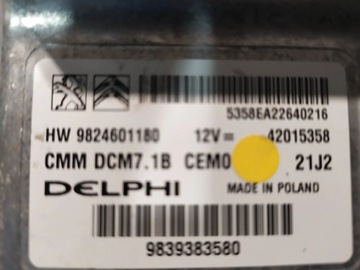 5358EA22640216
HW 9824601180 12V= 42015358
CMM DCM7.1B CEM0 21J2
DELPHI MADE IN POLAND
9839383580